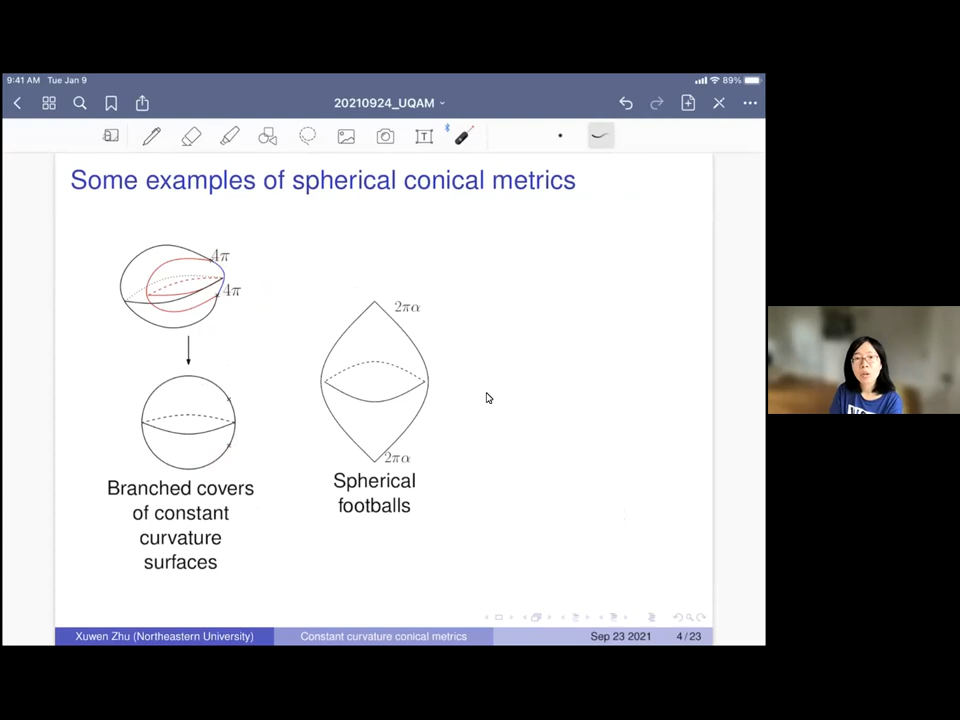 9:41 AM Tue Jan 9
89%
20210924_UQAM
T
Some examples of spherical conical metrics
4π
4π
2πα
2πα
Branched covers
of constant
curvature
surfaces
Spherical
footballs
Xuwen Zhu (Northeastern University)
Constant curvature conical metrics
Sep 23 2021
4 / 23